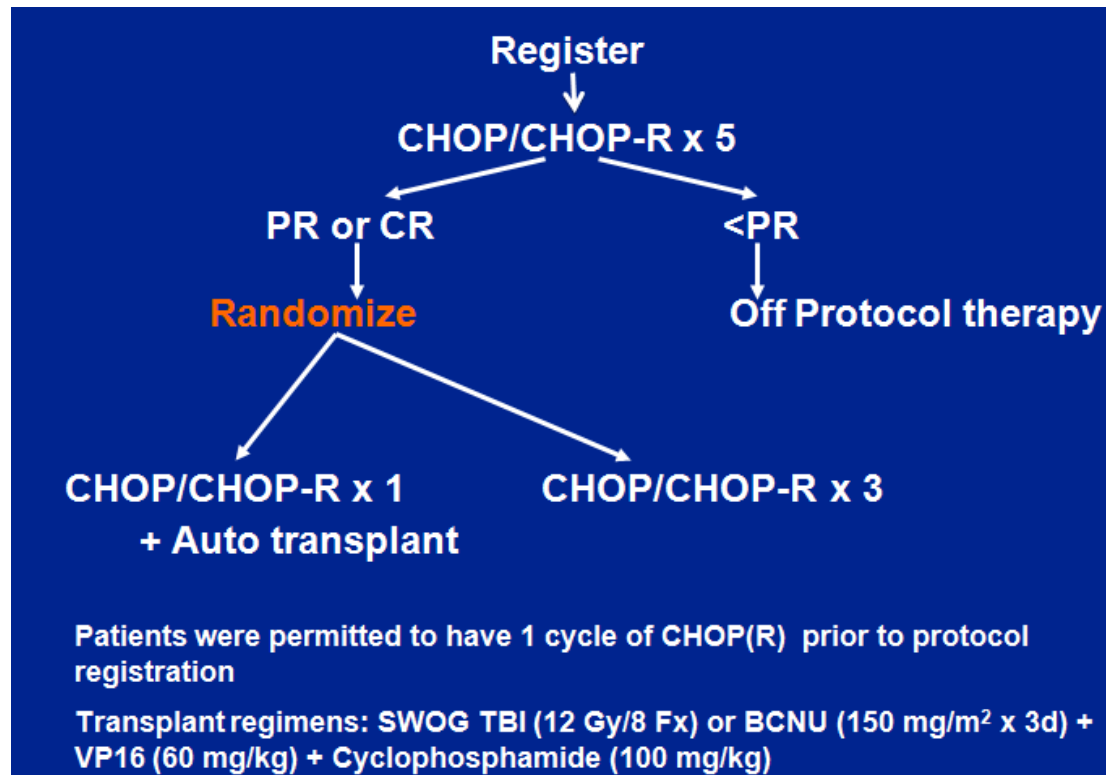 Register
CHOP/CHOP-R x 5
PR or CR
<PR
Randomize
Off Protocol therapy
CHOP/CHOP-R x 1
+ Auto transplant
CHOP/CHOP-R x 3
Patients were permitted to have 1 cycle of CHOP(R) prior to protocol
registration
Transplant regimens: SWOG TBI (12 Gy/8 Fx) or BCNU (150 mg/m² x 3d) +
VP16 (60 mg/kg) + Cyclophosphamide (100 mg/kg)